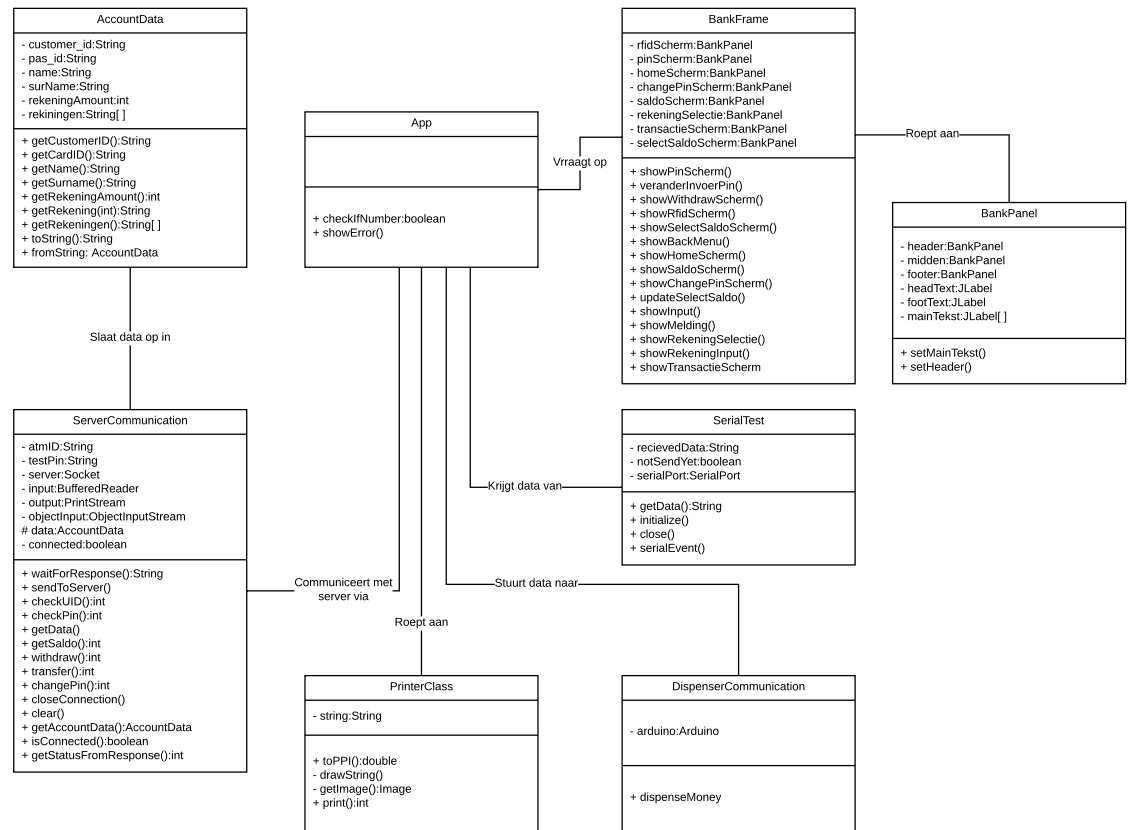 AccountData
- customer_id:String
- pas_id:String
- name:String
- surName:String
- rekeningAmount:int
- rekiningen:String[ ]
+ getCustomerID():String
+ getCardID():String
+ getName():String
+ getSurname():String
+ getRekeningAmount():int
+ getRekening(int):String
+ getRekeningen():String[ ]
+ toString():String
+ fromString: AccountData
Slaat data op in
ServerCommunication
- atmID:String
- testPin:String
- server:Socket
- input:BufferedReader
- output:PrintStream
- objectInput:ObjectInputStream
# data:AccountData
- connected:boolean
+ waitForResponse():String
+ sendToServer()
+ checkUID():int
+ checkPin():int
+ getData()
+ getSaldo():int
+ withdraw():int
+ transfer():int
+ changePin():int
+ closeConnection()
+ clear()
+ getAccountData():AccountData
+ isConnected():boolean
+ getStatusFromResponse():int
App
+ checkIfNumber:boolean
+ showError()
Vrraagt op
Communiceert met
server via
Roept aan
PrinterClass
- string:String
+ toPPI():double
- drawString()
- getImage():Image
+ print():int
BankFrame
- rfidScherm:BankPanel
- pinScherm:BankPanel
- homeScherm:BankPanel
- changePinScherm:BankPanel
- saldoScherm:BankPanel
- rekeningSelectie:BankPanel
- transactieScherm:BankPanel
- selectSaldoScherm:BankPanel
+ showPinScherm()
+ veranderInvoerPin()
+ showWithdrawScherm()
+ showRfidScherm()
+ showSelectSaldoScherm()
+ showBackMenu()
+ showHomeScherm()
+ showSaldoScherm()
+ showChangePinScherm()
+ updateSelectSaldo()
+ showInput()
+ showMelding()
+ showRekeningSelectie()
+ showRekeningInput()
+ showTransactieScherm
Roept aan
BankPanel
- header:BankPanel
- midden:BankPanel
- footer:BankPanel
- headText:JLabel
- footText:JLabel
- mainTekst:JLabel[ ]
+ setMainTekst()
+ setHeader()
Krijgt data van
SerialTest
- recievedData:String
- notSendYet:boolean
- serialPort:SerialPort
+ getData():String
+ initialize()
+ close()
+ serialEvent()
Stuurt data naar
DispenserCommunication
- arduino:Arduino
+ dispenseMoney